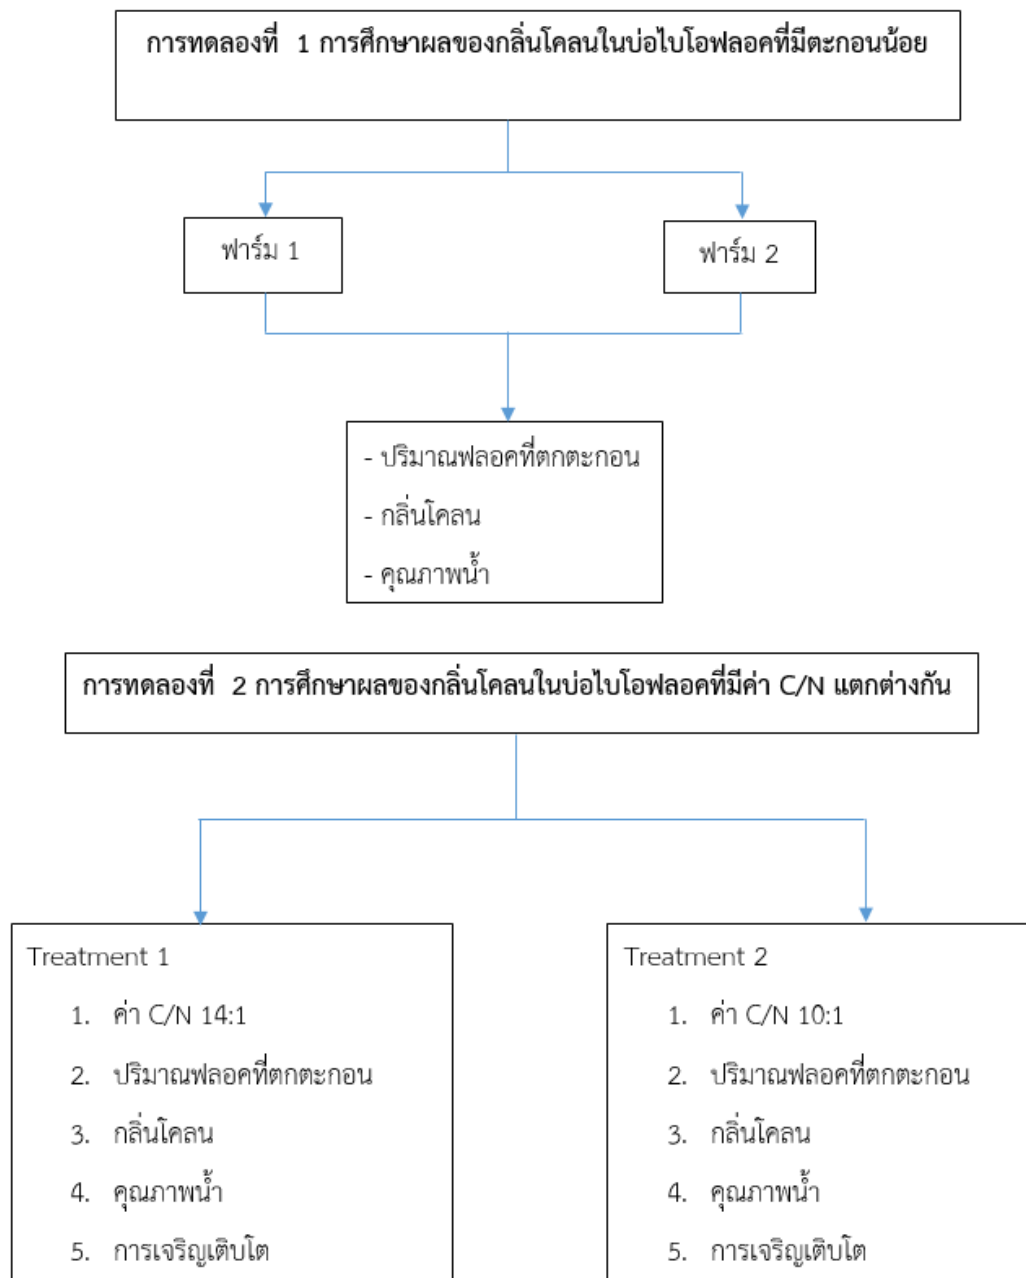 การทดลองที่ 1 การศึกษาผลของกลิ่นโคลนในบ่อไบโอฟลอคที่มีตะกอนน้อย
ฟาร์ม 1
ฟาร์ม 2
- ปริมาณฟลอคที่ตกตะกอน
- กลิ่นโคลน
- คุณภาพน้ำ
การทดลองที่ 2 การศึกษาผลของกลิ่นโคลนในบ่อไบโอฟลอคที่มีค่า C/N แตกต่างกัน
Treatment 1
1. ค่า C/N 14:1
2. ปริมาณฟลอคที่ตกตะกอน
3. กลิ่นโคลน
4. คุณภาพน้ำ
5. การเจริญเติบโต
Treatment 2
1. ค่า C/N 10:1
2. ปริมาณฟลอคที่ตกตะกอน
3. กลิ่นโคลน
4. คุณภาพน้ำ
5. การเจริญเติบโต